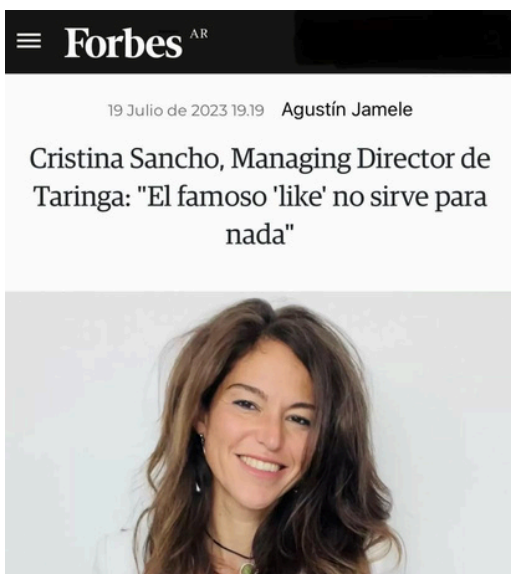 Forbes AR
19 Julio de 2023 19.19 Agustín Jamele
Cristina Sancho, Managing Director de
Taringa: "El famoso 'like' no sirve para
nada"